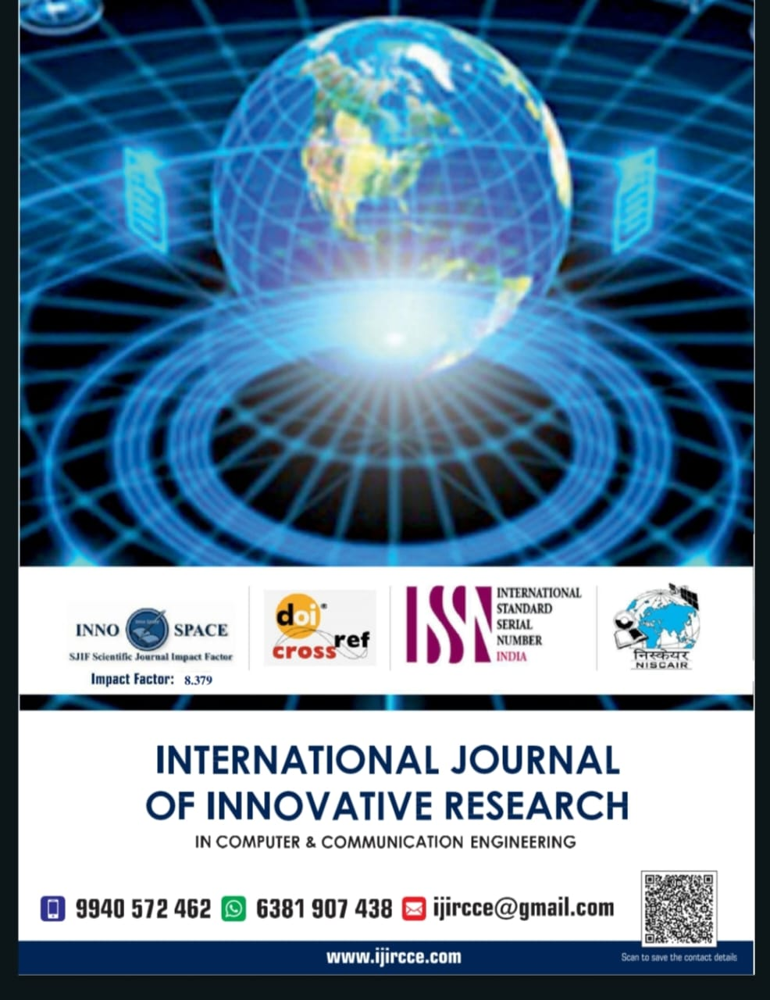 INNO SPACE
SJIF Scientific Journal Impact Factor
Impact Factor: 8.379
doi®
cross ref
ISSN
INTERNATIONAL
STANDARD
SERIAL
NUMBER
INDIA
निस्केयर
NISCAIR
INTERNATIONAL JOURNAL
OF INNOVATIVE RESEARCH
IN COMPUTER & COMMUNICATION ENGINEERING
9940 572 462 6381 907 438 ijircce@gmail.com
www.ijircce.com
Scan to save the contact details